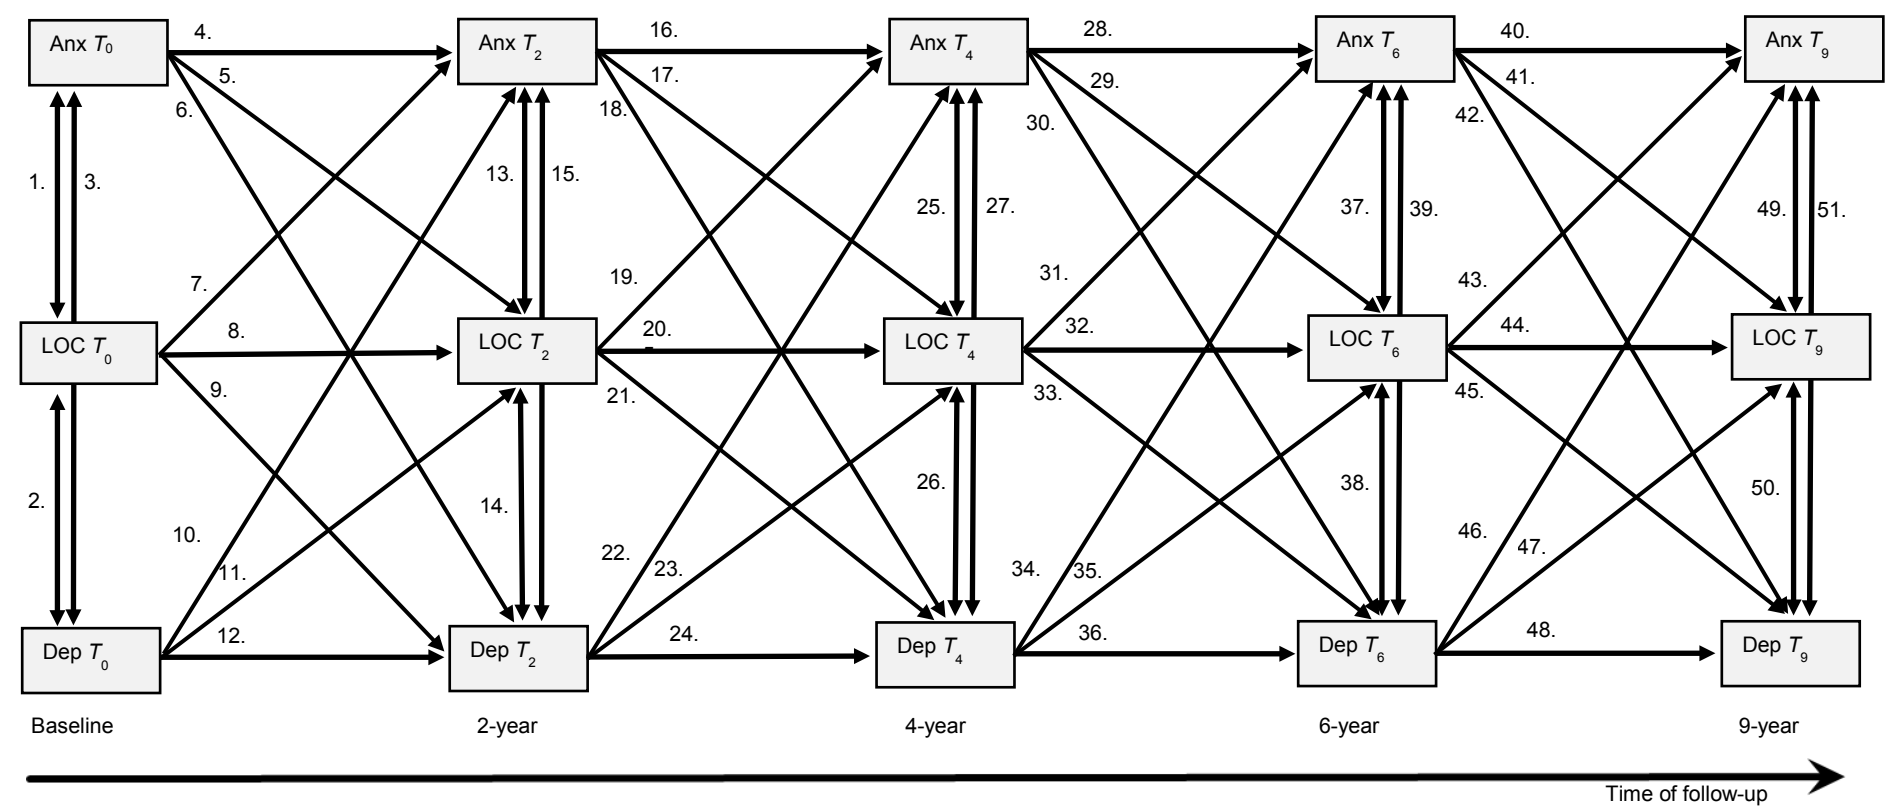 Anx T0
Anx T2
Anx T4
Anx T6
Anx T9
4.
16.
28.
40.
5.
17.
29.
41.
6.
18.
30.
42.
1.
3.
13.
15.
25.
27.
37.
39.
49.
51.
7.
19.
31.
43.
8.
20.
32.
44.
LOC T0
LOC T2
LOC T4
LOC T6
LOC T9
9.
21.
33.
45.
2.
14.
26.
38.
50.
10.
22.
34.
46.
11.
23.
35.
47.
12.
24.
36.
48.
Dep T0
Dep T2
Dep T4
Dep T6
Dep T9
Baseline
2-year
4-year
6-year
9-year
Time of follow-up